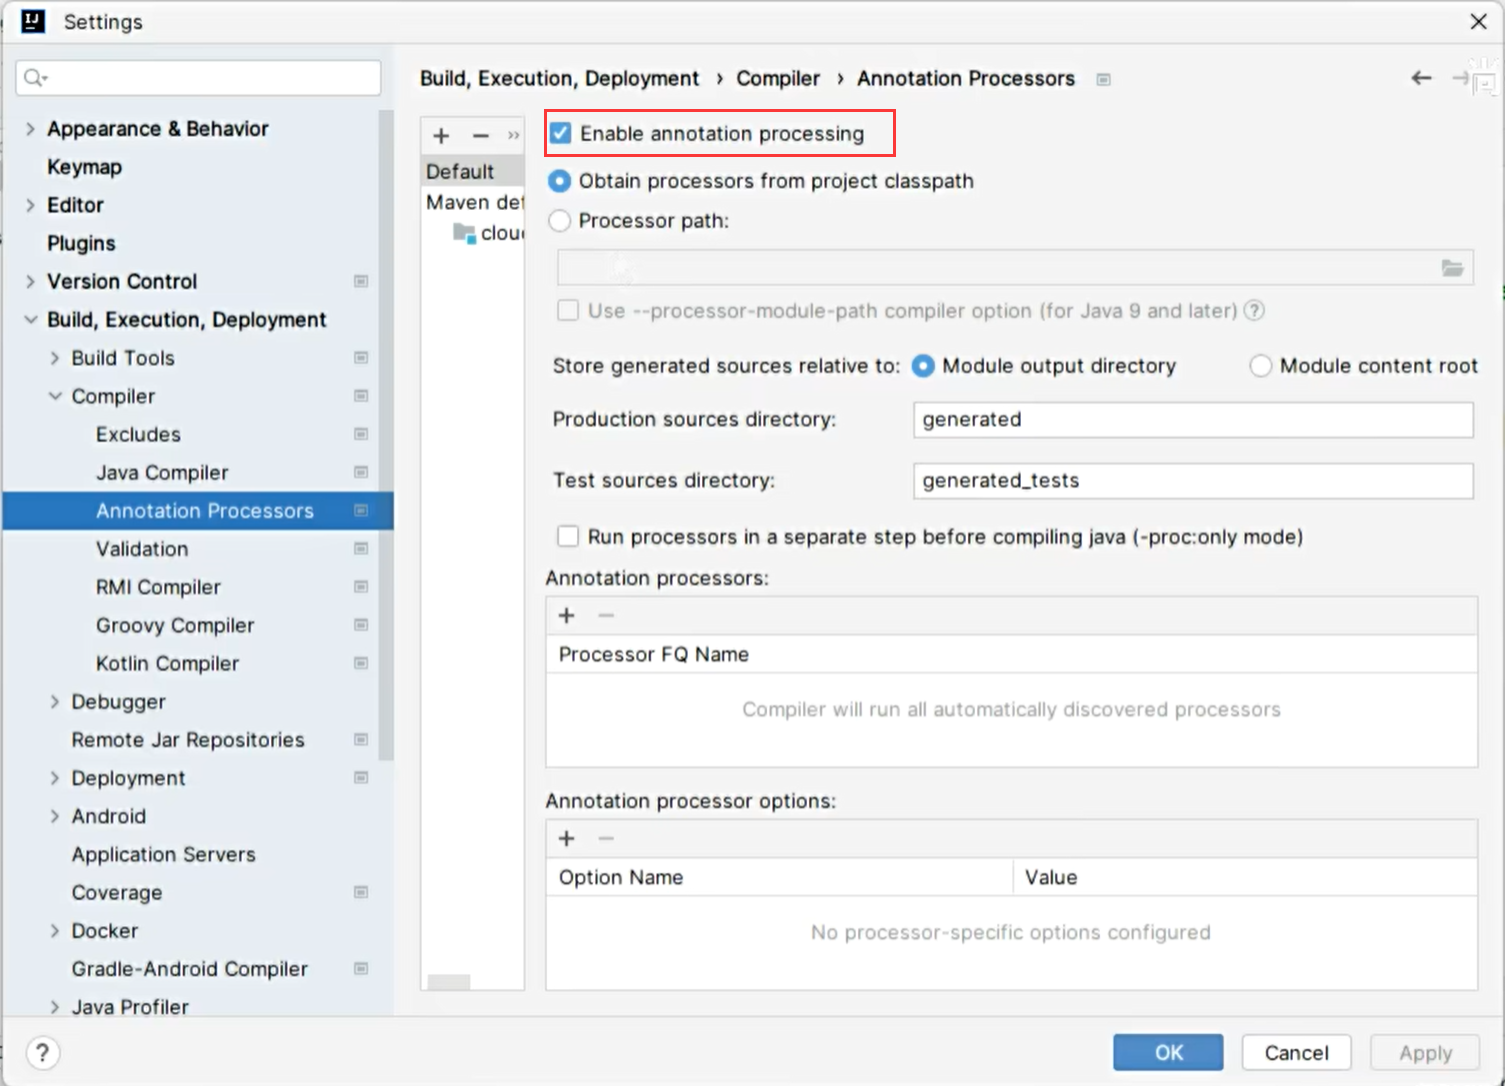 Settings
Build, Execution, Deployment › Compiler › Annotation Processors
Appearance & Behavior
Keymap
Editor
Plugins
Version Control
Build, Execution, Deployment
Build Tools
Compiler
Excludes
Java Compiler
Annotation Processors
Validation
RMI Compiler
Groovy Compiler
Kotlin Compiler
Debugger
Remote Jar Repositories
Deployment
Android
Application Servers
Coverage
Docker
Gradle-Android Compiler
Java Profiler
Default
Maven def
clou
Enable annotation processing
Obtain processors from project classpath
Processor path:
Use --processor-module-path compiler option (for Java 9 and later)
Store generated sources relative to: Module output directory Module content root
Production sources directory: generated
Test sources directory: generated_tests
Run processors in a separate step before compiling java (-proc:only mode)
Annotation processors:
Processor FQ Name
Compiler will run all automatically discovered processors
Annotation processor options:
Option Name Value
No processor-specific options configured
? OK Cancel Apply